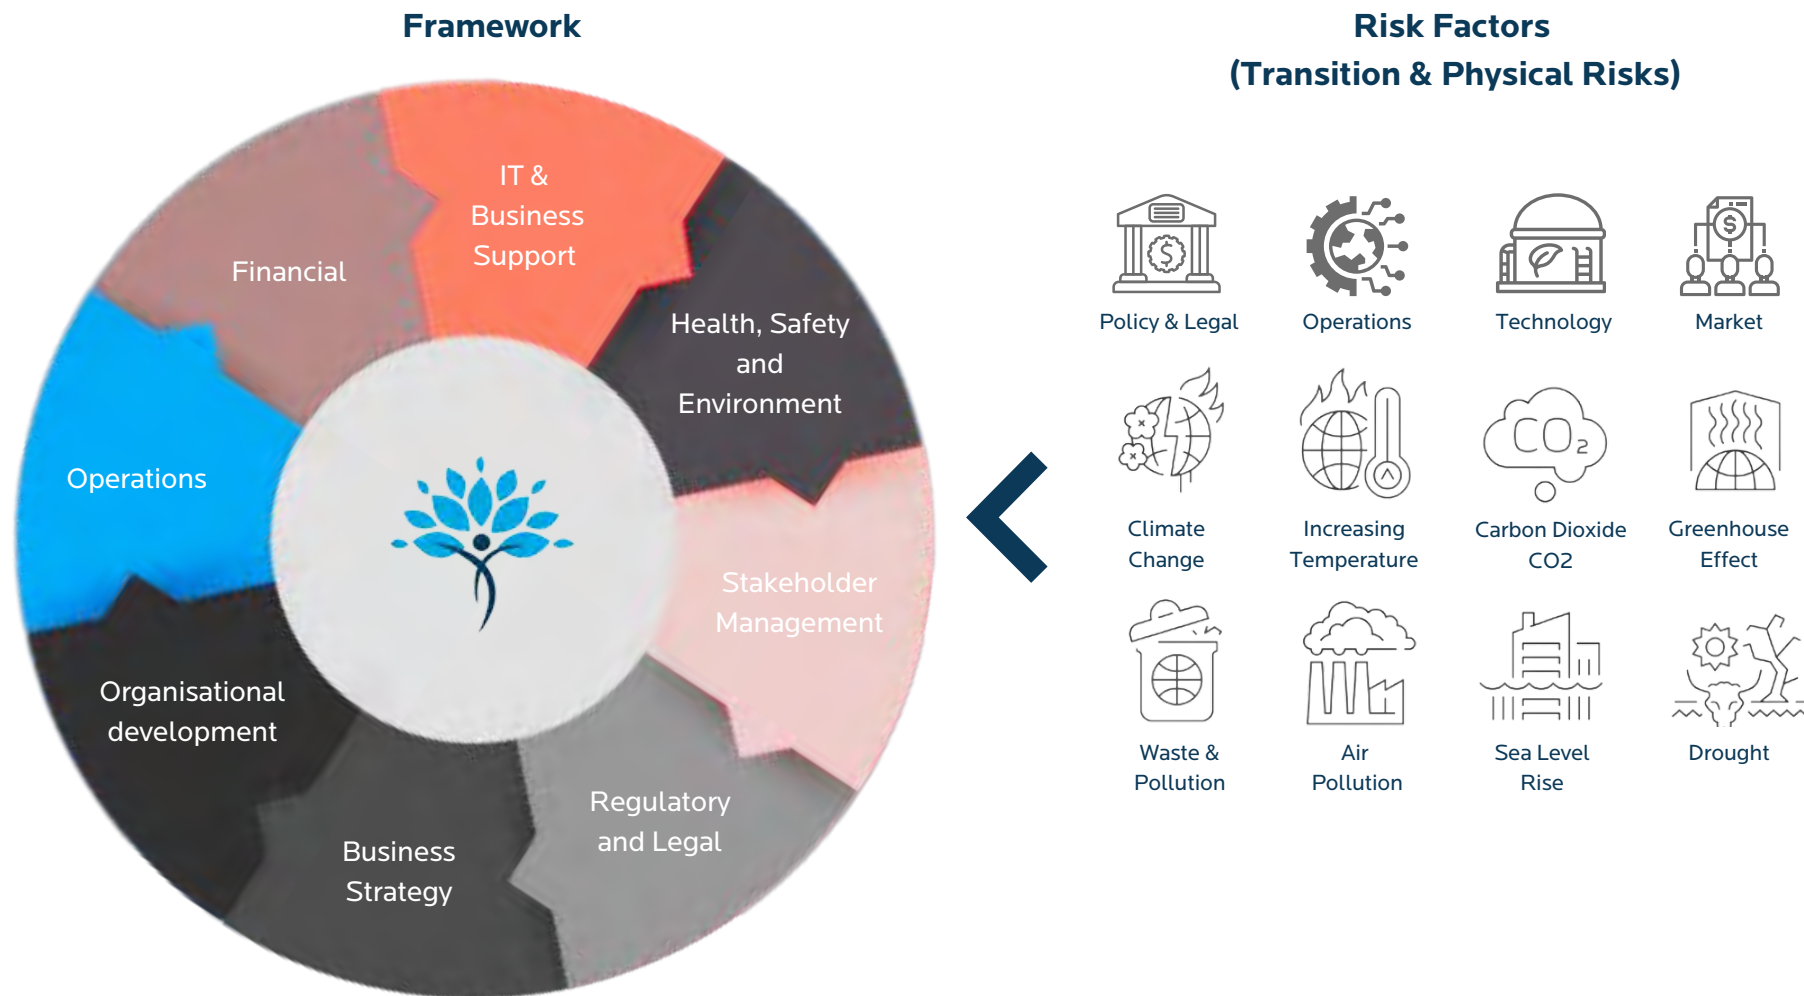 Framework
IT &
Business
Support
Financial
Health, Safety
and
Environment
Operations
Stakeholder
Management
Organisational
development
Regulatory
and Legal
Business
Strategy
Risk Factors
(Transition & Physical Risks)
Policy & Legal
Operations
Technology
Market
CO2
Climate
Change
Increasing
Temperature
Carbon Dioxide
CO2
Greenhouse
Effect
Waste &
Pollution
Air
Pollution
Sea Level
Rise
Drought